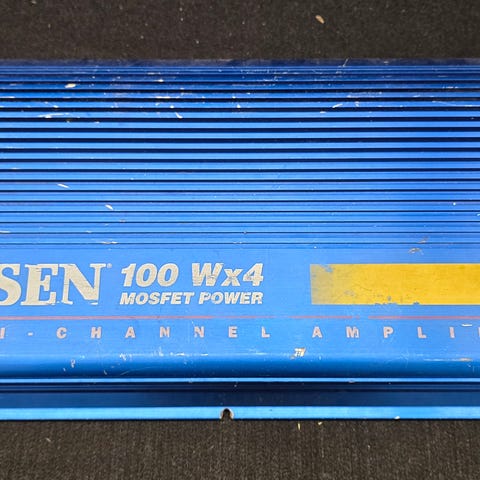 SEN® 100 Wx4
MOSFET POWER
I-CHANNEL AMPLI